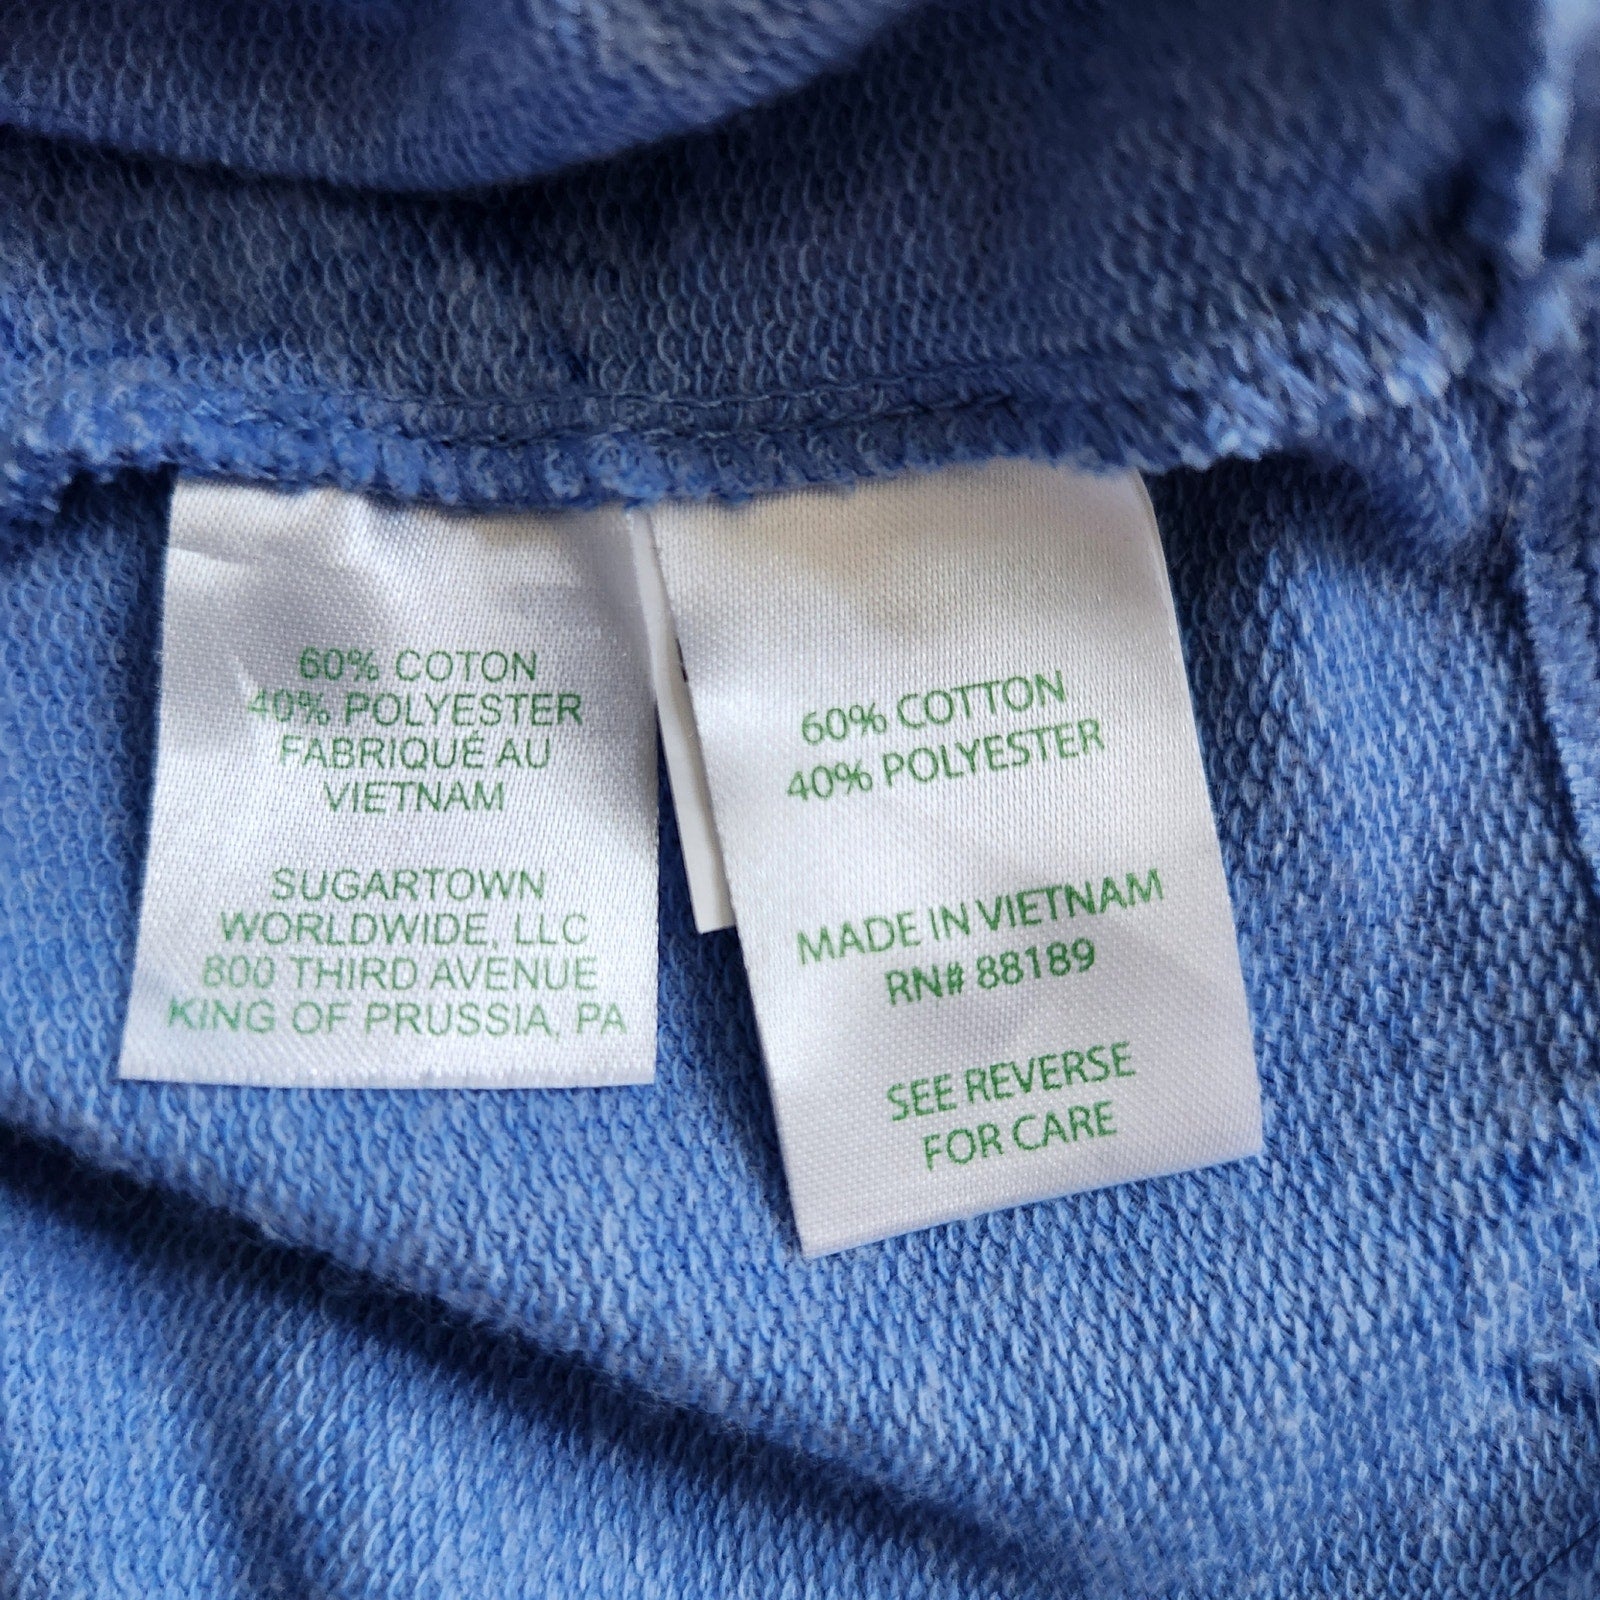 60% COTON
40% POLYESTER
FABRIQUÉ AU
VIETNAM
SUGARTOWN
WORLDWIDE, LLC
800 THIRD AVENUE
KING OF PRUSSIA, PA
60% COTTON
40% POLYESTER
MADE IN VIETNAM
RN# 88189
SEE REVERSE
FOR CARE